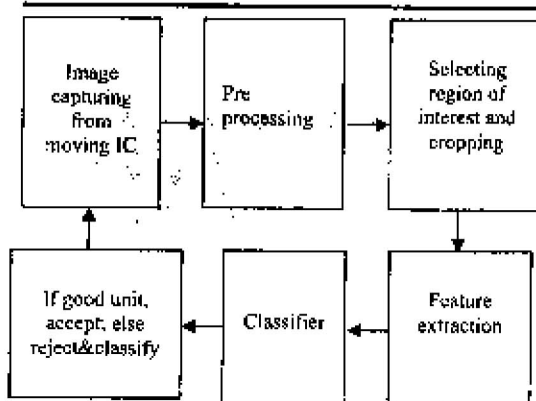 Image
capturing
from
moving IC
Pre
processing
Selecting
region of
interest and
cropping
If good unit,
accept, else
reject&classify
Classifier
Feature
extraction